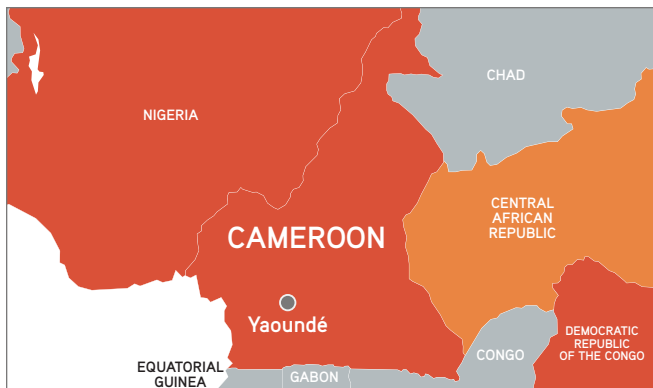 CHAD
NIGERIA
CENTRAL
AFRICAN
REPUBLIC
CAMEROON
Yaoundé
DEMOCRATIC
REPUBLIC
OF THE CONGO
CONGO
EQUATORIAL
GUINEA
GABON